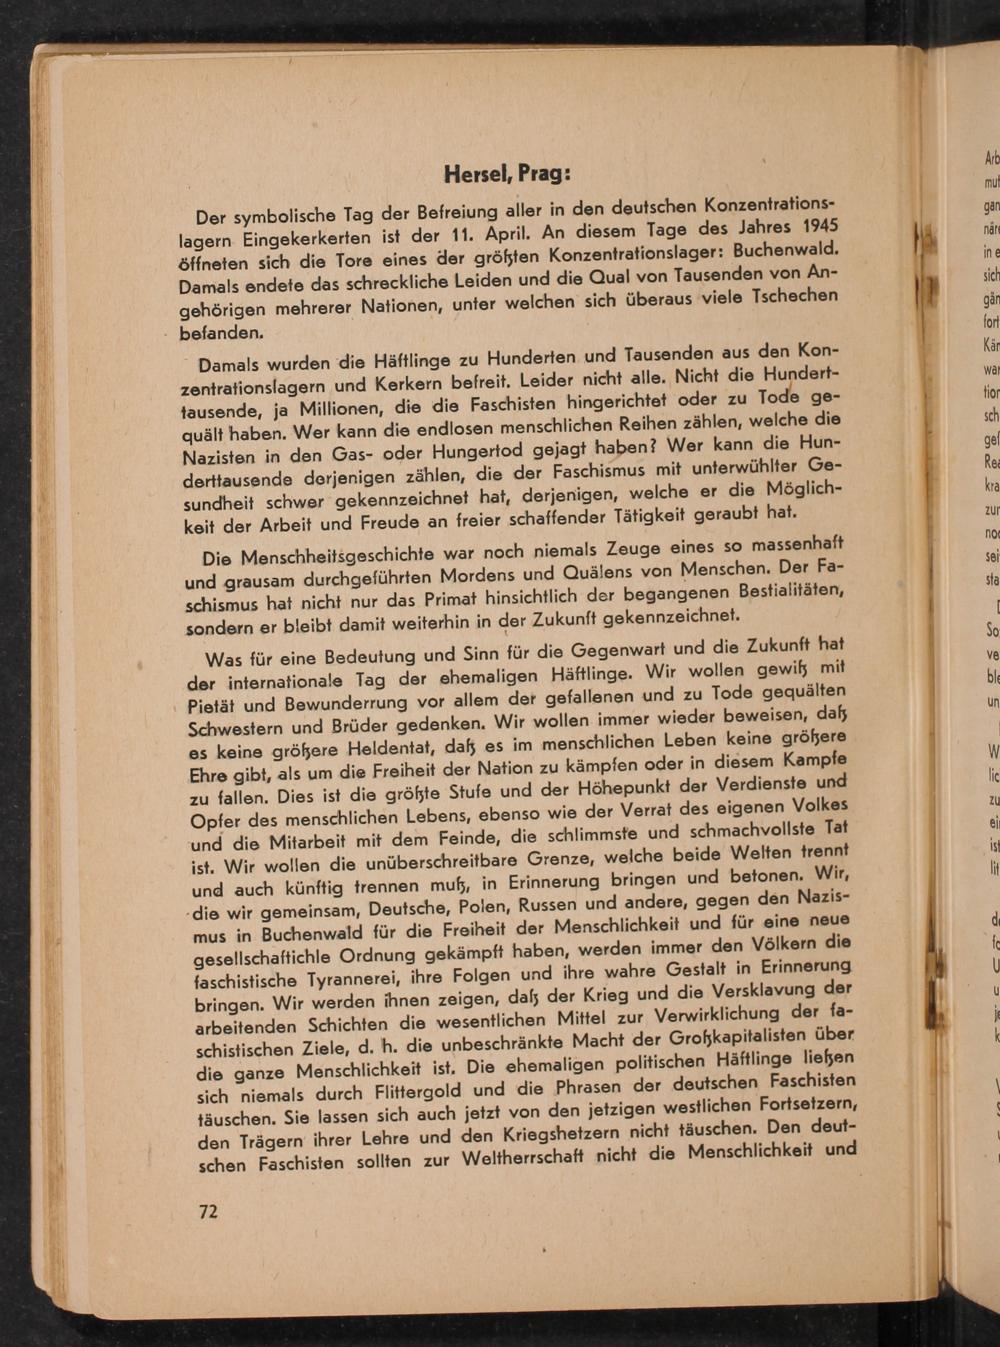 Hersel, Prag:
Der symbolische Tag der Befreiung aller in den deutschen Konzentrations-
lagern Eingekerkerten ist der 11. April. An diesem Tage des Jahres 1945
öffneten sich die Tore eines der größten Konzentrationslager: Buchenwald.
Damals endete das schreckliche Leiden und die Qual von Tausenden von An-
gehörigen mehrerer Nationen, unter welchen sich überaus viele Tschechen
befanden.
Damals wurden die Häftlinge zu Hunderten und Tausenden aus den Kon-
zentrationslagern und Kerkern befreit. Leider nicht alle. Nicht die Hundert-
tausende, ja Millionen, die die Faschisten hingerichtet oder zu Tode ge-
quält haben. Wer kann die endlosen menschlichen Reihen zählen, welche die
Nazisten in den Gas- oder Hungertod gejagt haben? Wer kann die Hun-
derttausende derjenigen zählen, die der Faschismus mit unterwühlter Ge-
sundheit schwer gekennzeichnet hat, derjenigen, welche er die Möglich-
keit der Arbeit und Freude an freier schaffender Tätigkeit geraubt hat.
Die Menschheitsgeschichte war noch niemals Zeuge eines so massenhaft
und grausam durchgeführten Mordens und Quälens von Menschen. Der Fa-
schismus hat nicht nur das Primat hinsichtlich der begangenen Bestialitäten,
sondern er bleibt damit weiterhin in der Zukunft gekennzeichnet.
Was für eine Bedeutung und Sinn für die Gegenwart und die Zukunft hat
der internationale Tag der ehemaligen Häftlinge. Wir wollen gewiß mit
Pietät und Bewunderrung vor allem der gefallenen und zu Tode gequälten
Schwestern und Brüder gedenken. Wir wollen immer wieder beweisen, daß
es keine größere Heldentat, daß es im menschlichen Leben keine größere
Ehre gibt, als um die Freiheit der Nation zu kämpfen oder in diesem Kampfe
zu fallen. Dies ist die größte Stufe und der Höhepunkt der Verdienste und
Opfer des menschlichen Lebens, ebenso wie der Verrat des eigenen Volkes
und die Mitarbeit mit dem Feinde, die schlimmste und schmachvollste Tat
ist. Wir wollen die unüberschreitbare Grenze, welche beide Welten trennt
und auch künftig trennen muß, in Erinnerung bringen und betonen. Wir,
die wir gemeinsam, Deutsche, Polen, Russen und andere, gegen den Nazis-
mus in Buchenwald für die Freiheit der Menschlichkeit und für eine neue
gesellschaftichle Ordnung gekämpft haben, werden immer den Völkern die
faschistische Tyrannerei, ihre Folgen und ihre wahre Gestalt in Erinnerung
bringen. Wir werden ihnen zeigen, daß der Krieg und die Versklavung der
arbeitenden Schichten die wesentlichen Mittel zur Verwirklichung der fa-
schistischen Ziele, d. h. die unbeschränkte Macht der Großkapitalisten über
die ganze Menschlichkeit ist. Die ehemaligen politischen Häftlinge ließen
sich niemals durch Flittergold und die Phrasen der deutschen Faschisten
täuschen. Sie lassen sich auch jetzt von den jetzigen westlichen Fortsetzern,
den Trägern ihrer Lehre und den Kriegshetzern nicht täuschen. Den deut-
schen Faschisten sollten zur Weltherrschaft nicht die Menschlichkeit und
72